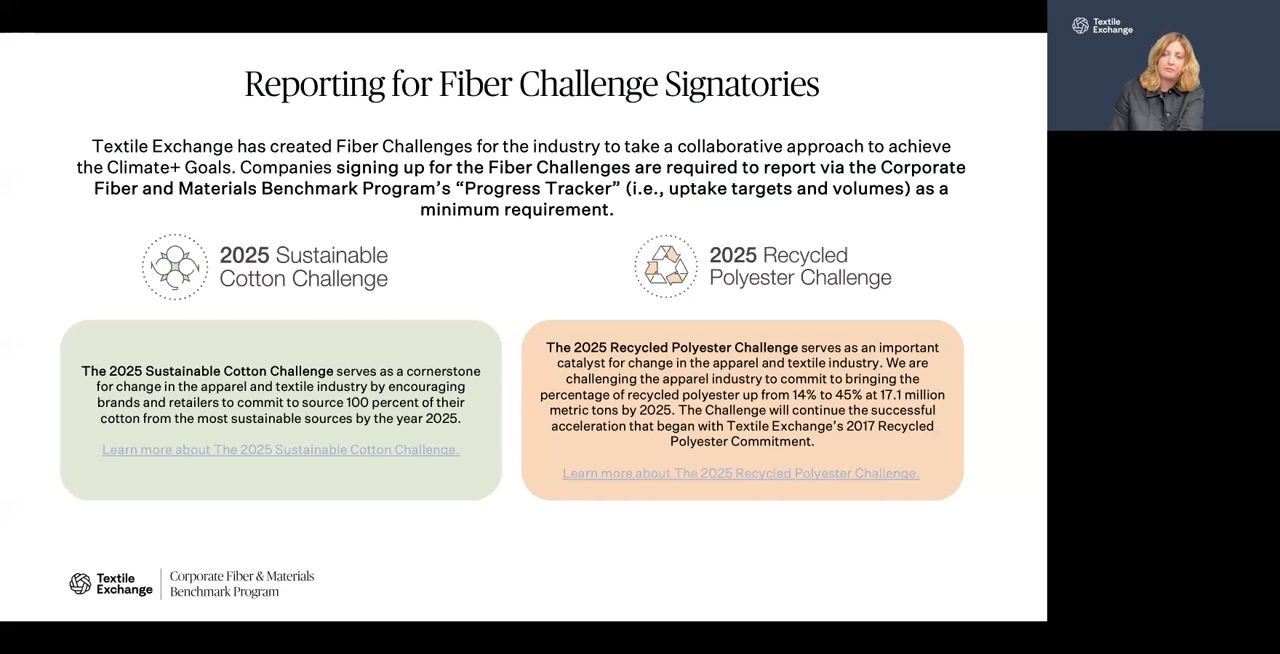 Reporting for Fiber Challenge Signatories
Textile Exchange has created Fiber Challenges for the industry to take a collaborative approach to achieve
the Climate+ Goals. Companies signing up for the Fiber Challenges are required to report via the Corporate
Fiber and Materials Benchmark Program’s “Progress Tracker” (i.e., uptake targets and volumes) as a
minimum requirement.
2025 Sustainable
Cotton Challenge
The 2025 Sustainable Cotton Challenge serves as a cornerstone
for change in the apparel and textile industry by encouraging
brands and retailers to commit to source 100 percent of their
cotton from the most sustainable sources by the year 2025.
Learn more about The 2025 Sustainable Cotton Challenge.
2025 Recycled
Polyester Challenge
The 2025 Recycled Polyester Challenge serves as an important
catalyst for change in the apparel and textile industry. We are
challenging the apparel industry to commit to bringing the
percentage of recycled polyester up from 14% to 45% at 17.1 million
metric tons by 2025. The Challenge will continue the successful
acceleration that began with Textile Exchange’s 2017 Recycled
Polyester Commitment.
Learn more about The 2025 Recycled Polyester Challenge.
Textile
Exchange
Corporate Fiber & Materials
Benchmark Program
Textile
Exchange